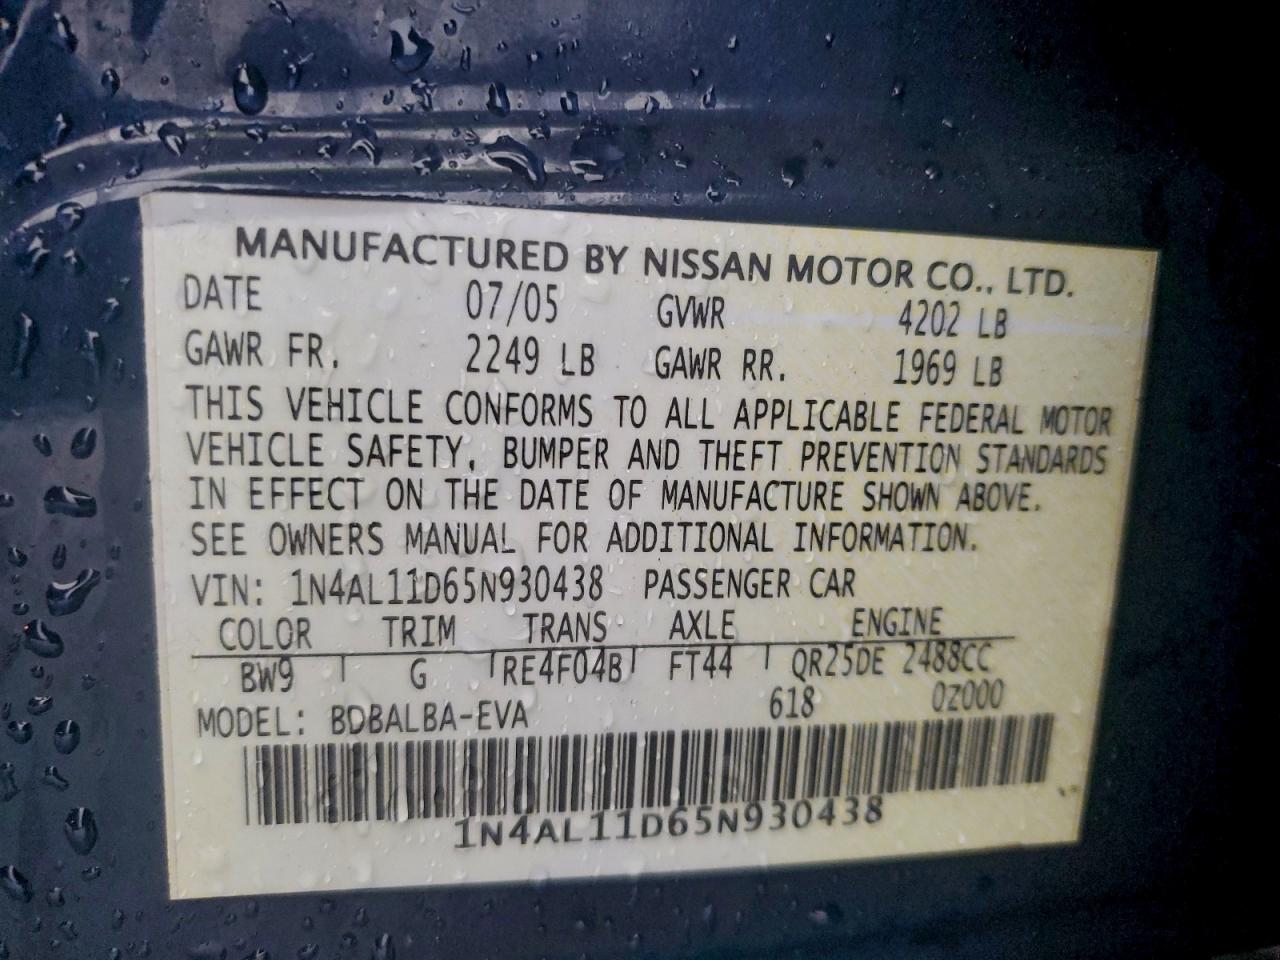 MANUFACTURED BY NISSAN MOTOR CO., LTD.
DATE 07/05 GVWR 4202 LB
GAWR FR. 2249 LB GAWR RR. 1969 LB
THIS VEHICLE CONFORMS TO ALL APPLICABLE FEDERAL MOTOR
VEHICLE SAFETY, BUMPER AND THEFT PREVENTION STANDARDS
IN EFFECT ON THE DATE OF MANUFACTURE SHOWN ABOVE.
SEE OWNERS MANUAL FOR ADDITIONAL INFORMATION.
VIN: 1N4AL11D65N930438 PASSENGER CAR
COLOR TRIM TRANS AXLE ENGINE
BW9 G RE4F04B FT44 QR25DE 2488CC
MODEL: BDBALBA-EVA 618 0Z000
1N4AL11D65N930438